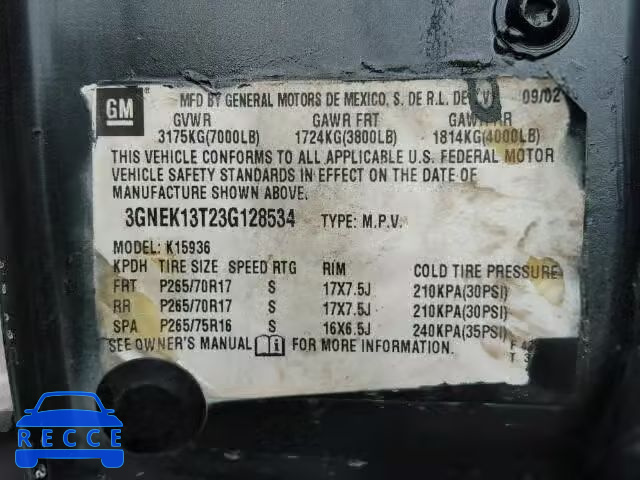 GM
MFD BY GENERAL MOTORS DE MEXICO, S. DE R.L. DE C.V. 09/02
GVWR GAWR FRT GAWR RR
3175KG(7000LB) 1724KG(3800LB) 1814KG(4000LB)
THIS VEHICLE CONFORMS TO ALL APPLICABLE U.S. FEDERAL MOTOR
VEHICLE SAFETY STANDARDS IN EFFECT ON THE DATE OF
MANUFACTURE SHOWN ABOVE.
3GNEK13T23G128534 TYPE: M.P.V.
MODEL: K15936
KPDH TIRE SIZE SPEED RTG RIM COLD TIRE PRESSURE
FRT P265/70R17 S 17X7.5J 210KPA(30PSI)
RR P265/70R17 S 17X7.5J 210KPA(30PSI)
SPA P265/75R16 S 16X6.5J 240KPA(35PSI)
SEE OWNER'S MANUAL FOR MORE INFORMATION.
RECCE